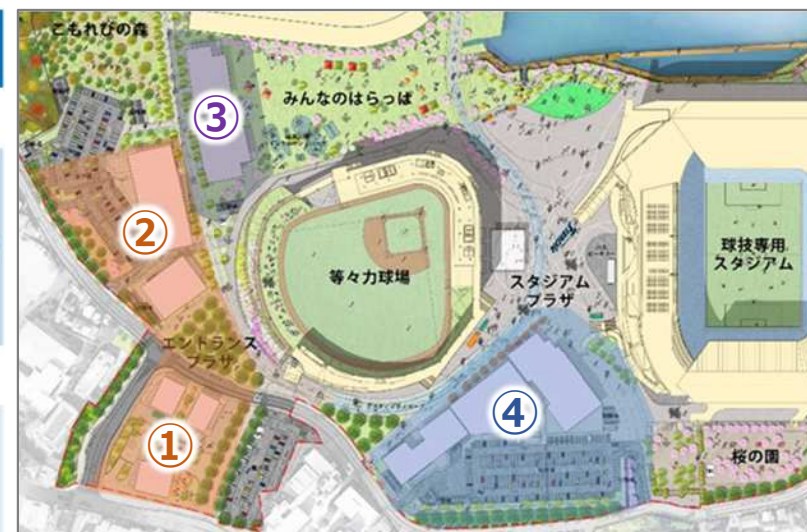 こもれびの森
③
みんなのはらっぱ
②
等々力球場
スタジアム
プラザ
球技専用
スタジアム
エントランス
プラザ
①
④
桜の園